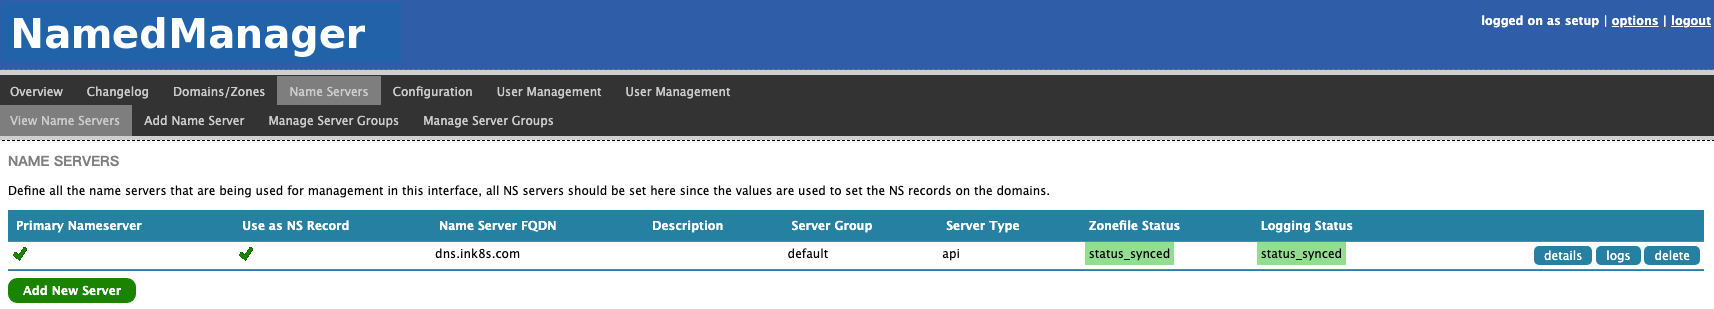 NamedManager
logged on as setup | options | logout
Overview Changelog Domains/Zones Name Servers Configuration User Management User Management
View Name Servers Add Name Server Manage Server Groups Manage Server Groups
NAME SERVERS
Define all the name servers that are being used for management in this interface, all NS servers should be set here since the values are used to set the NS records on the domains.
Primary Nameserver Use as NS Record Name Server FQDN Description Server Group Server Type Zonefile Status Logging Status
dns.ink8s.com default api status_synced status_synced details logs delete
Add New Server